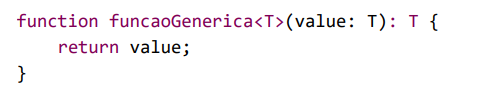 function funcaoGenerica<T>(value: T): T {
    return value;
}